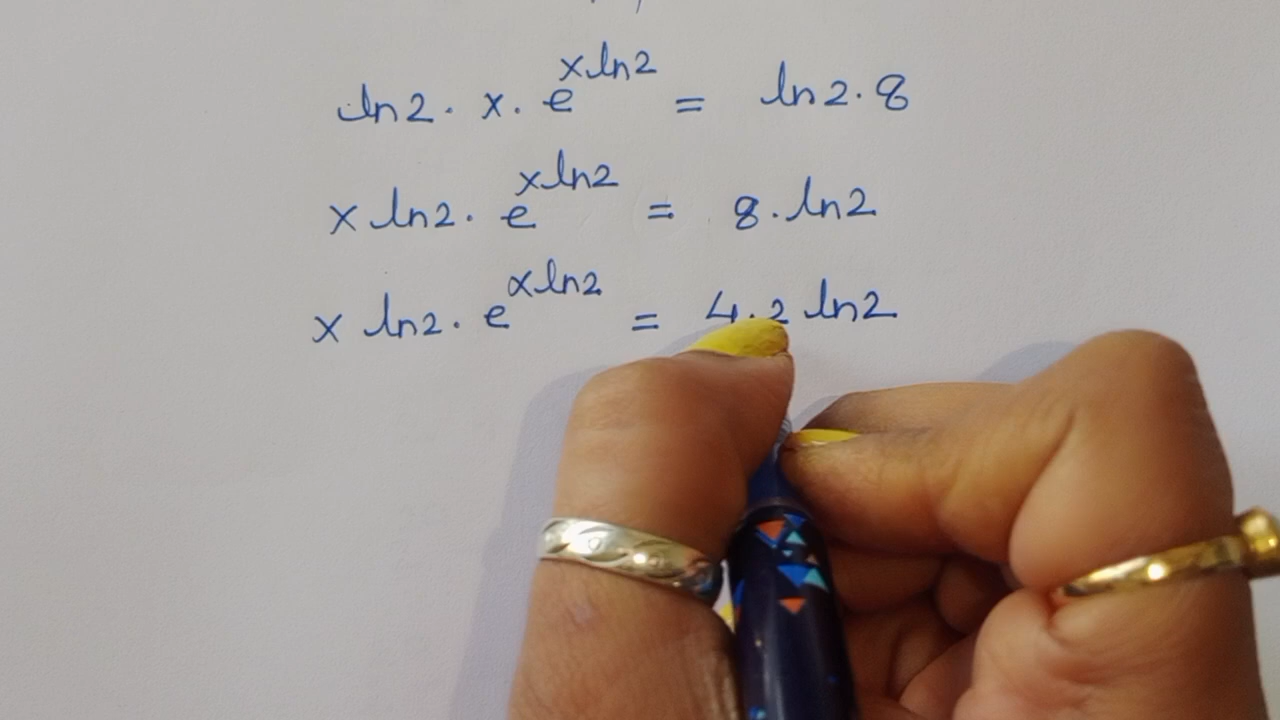 ln2 · x · e^{x ln2} = ln2 · 8
x ln2 · e^{x ln2} = 8 · ln2
x ln2 · e^{x ln2} = 4 · 2 ln2